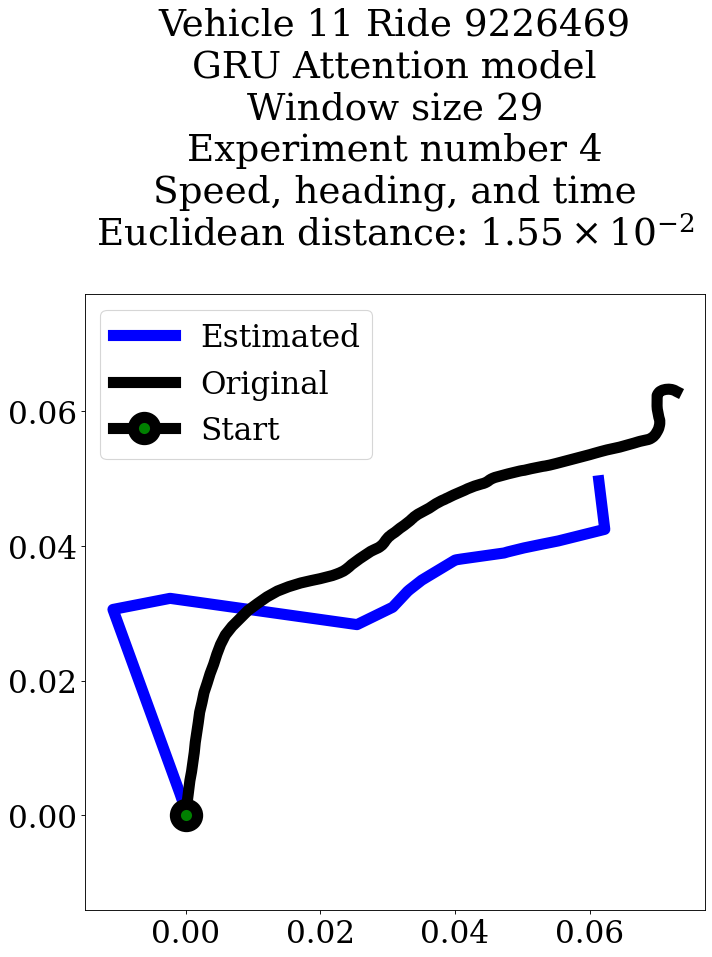 Vehicle 11 Ride 9226469
GRU Attention model
Window size 29
Experiment number 4
Speed, heading, and time
Euclidean distance: 1.55 × 10⁻²
Estimated
Original
Start
0.06
0.04
0.02
0.00
0.00 0.02 0.04 0.06